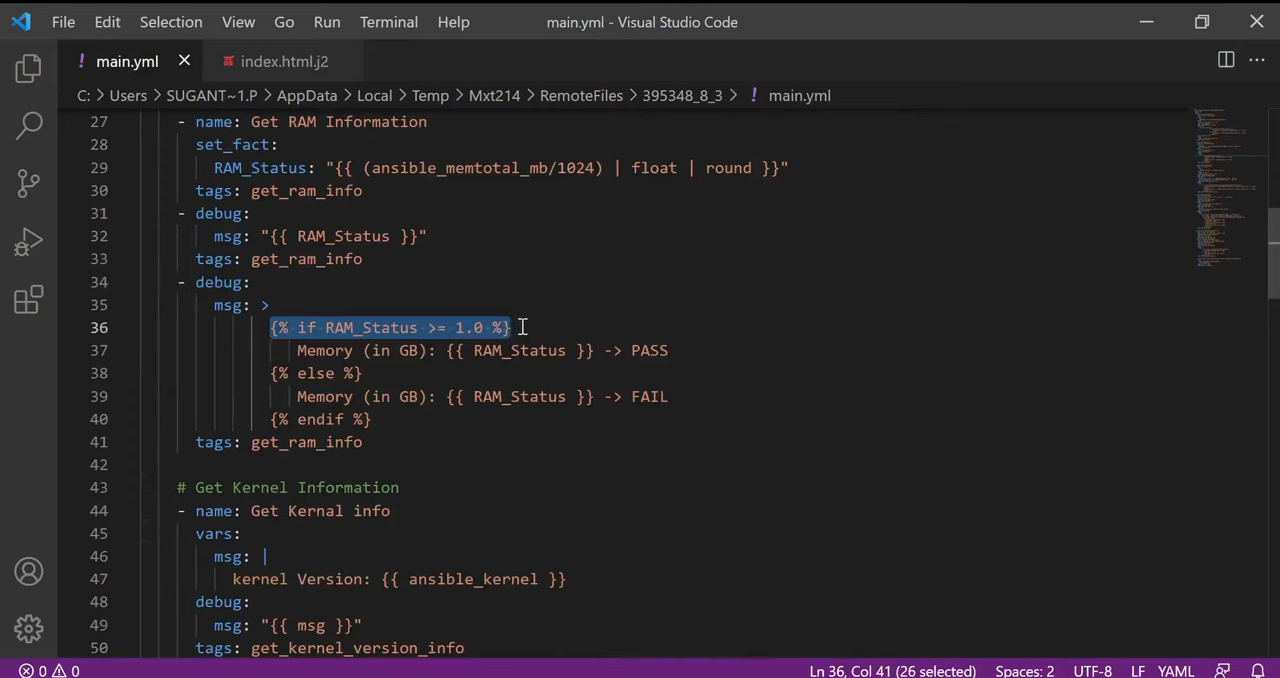 File Edit Selection View Go Run Terminal Help main.yml - Visual Studio Code
! main.yml × index.html.j2 ...
C: > Users > SUGANT~1.P > AppData > Local > Temp > Mxt214 > RemoteFiles > 395348_8_3 > ! main.yml
27 - name: Get RAM Information
28 set_fact:
29 RAM_Status: "{{ (ansible_memtotal_mb/1024) | float | round }}"
30 tags: get_ram_info
31 - debug:
32 msg: "{{ RAM_Status }}"
33 tags: get_ram_info
34 - debug:
35 msg: >
36 {% if RAM_Status >= 1.0 %}
37 Memory (in GB): {{ RAM_Status }} -> PASS
38 {% else %}
39 Memory (in GB): {{ RAM_Status }} -> FAIL
40 {% endif %}
41 tags: get_ram_info
42
43 # Get Kernel Information
44 - name: Get Kernal info
45 vars:
46 msg: |
47 kernel Version: {{ ansible_kernel }}
48 debug:
49 msg: "{{ msg }}"
50 tags: get_kernel_version_info
0 0 Ln 36, Col 41 (26 selected) Spaces: 2 UTF-8 LF YAML